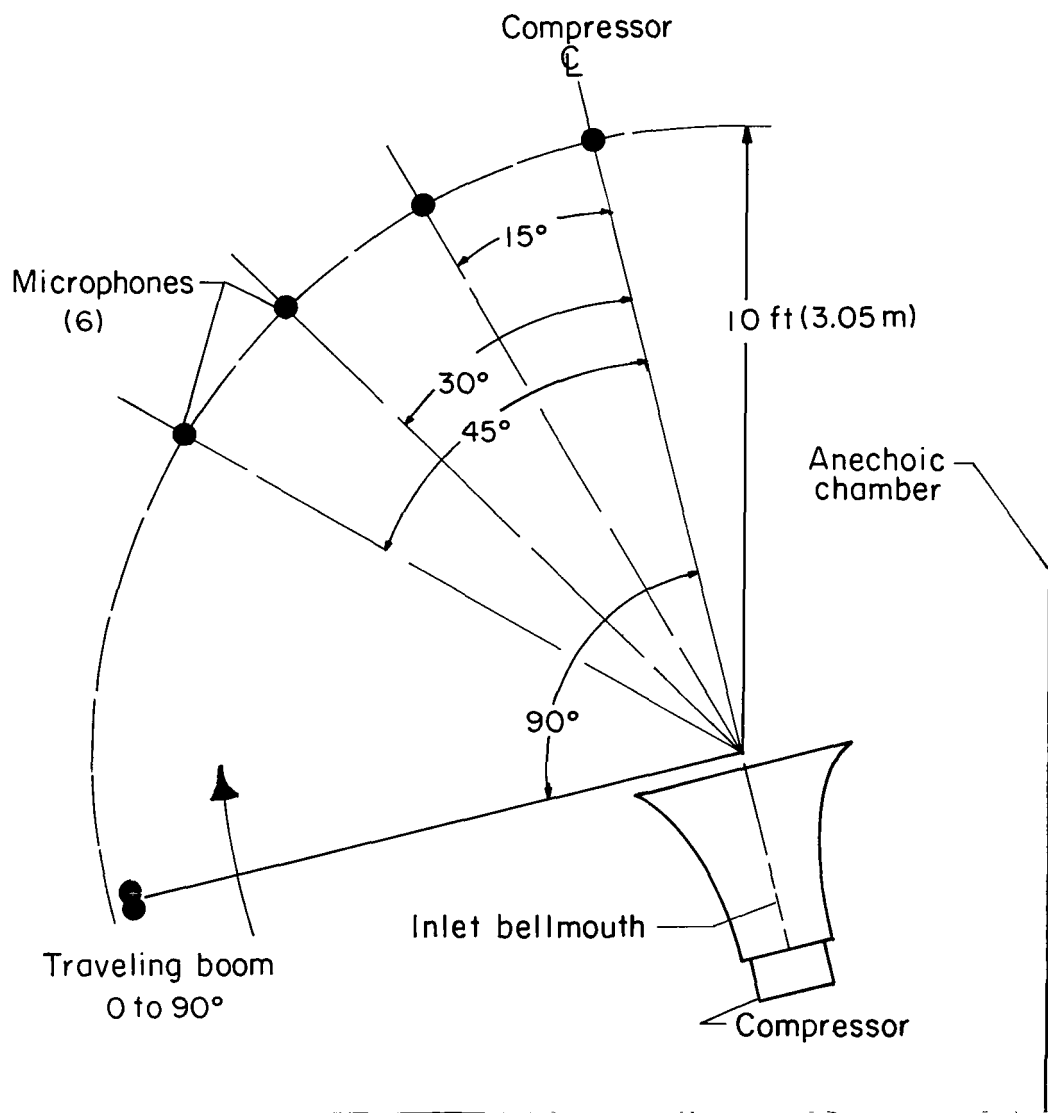 Compressor
℄
15°
Microphones
(6)
10 ft (3.05 m)
30°
45°
Anechoic
chamber
90°
Inlet bellmouth
Traveling boom
0 to 90°
Compressor